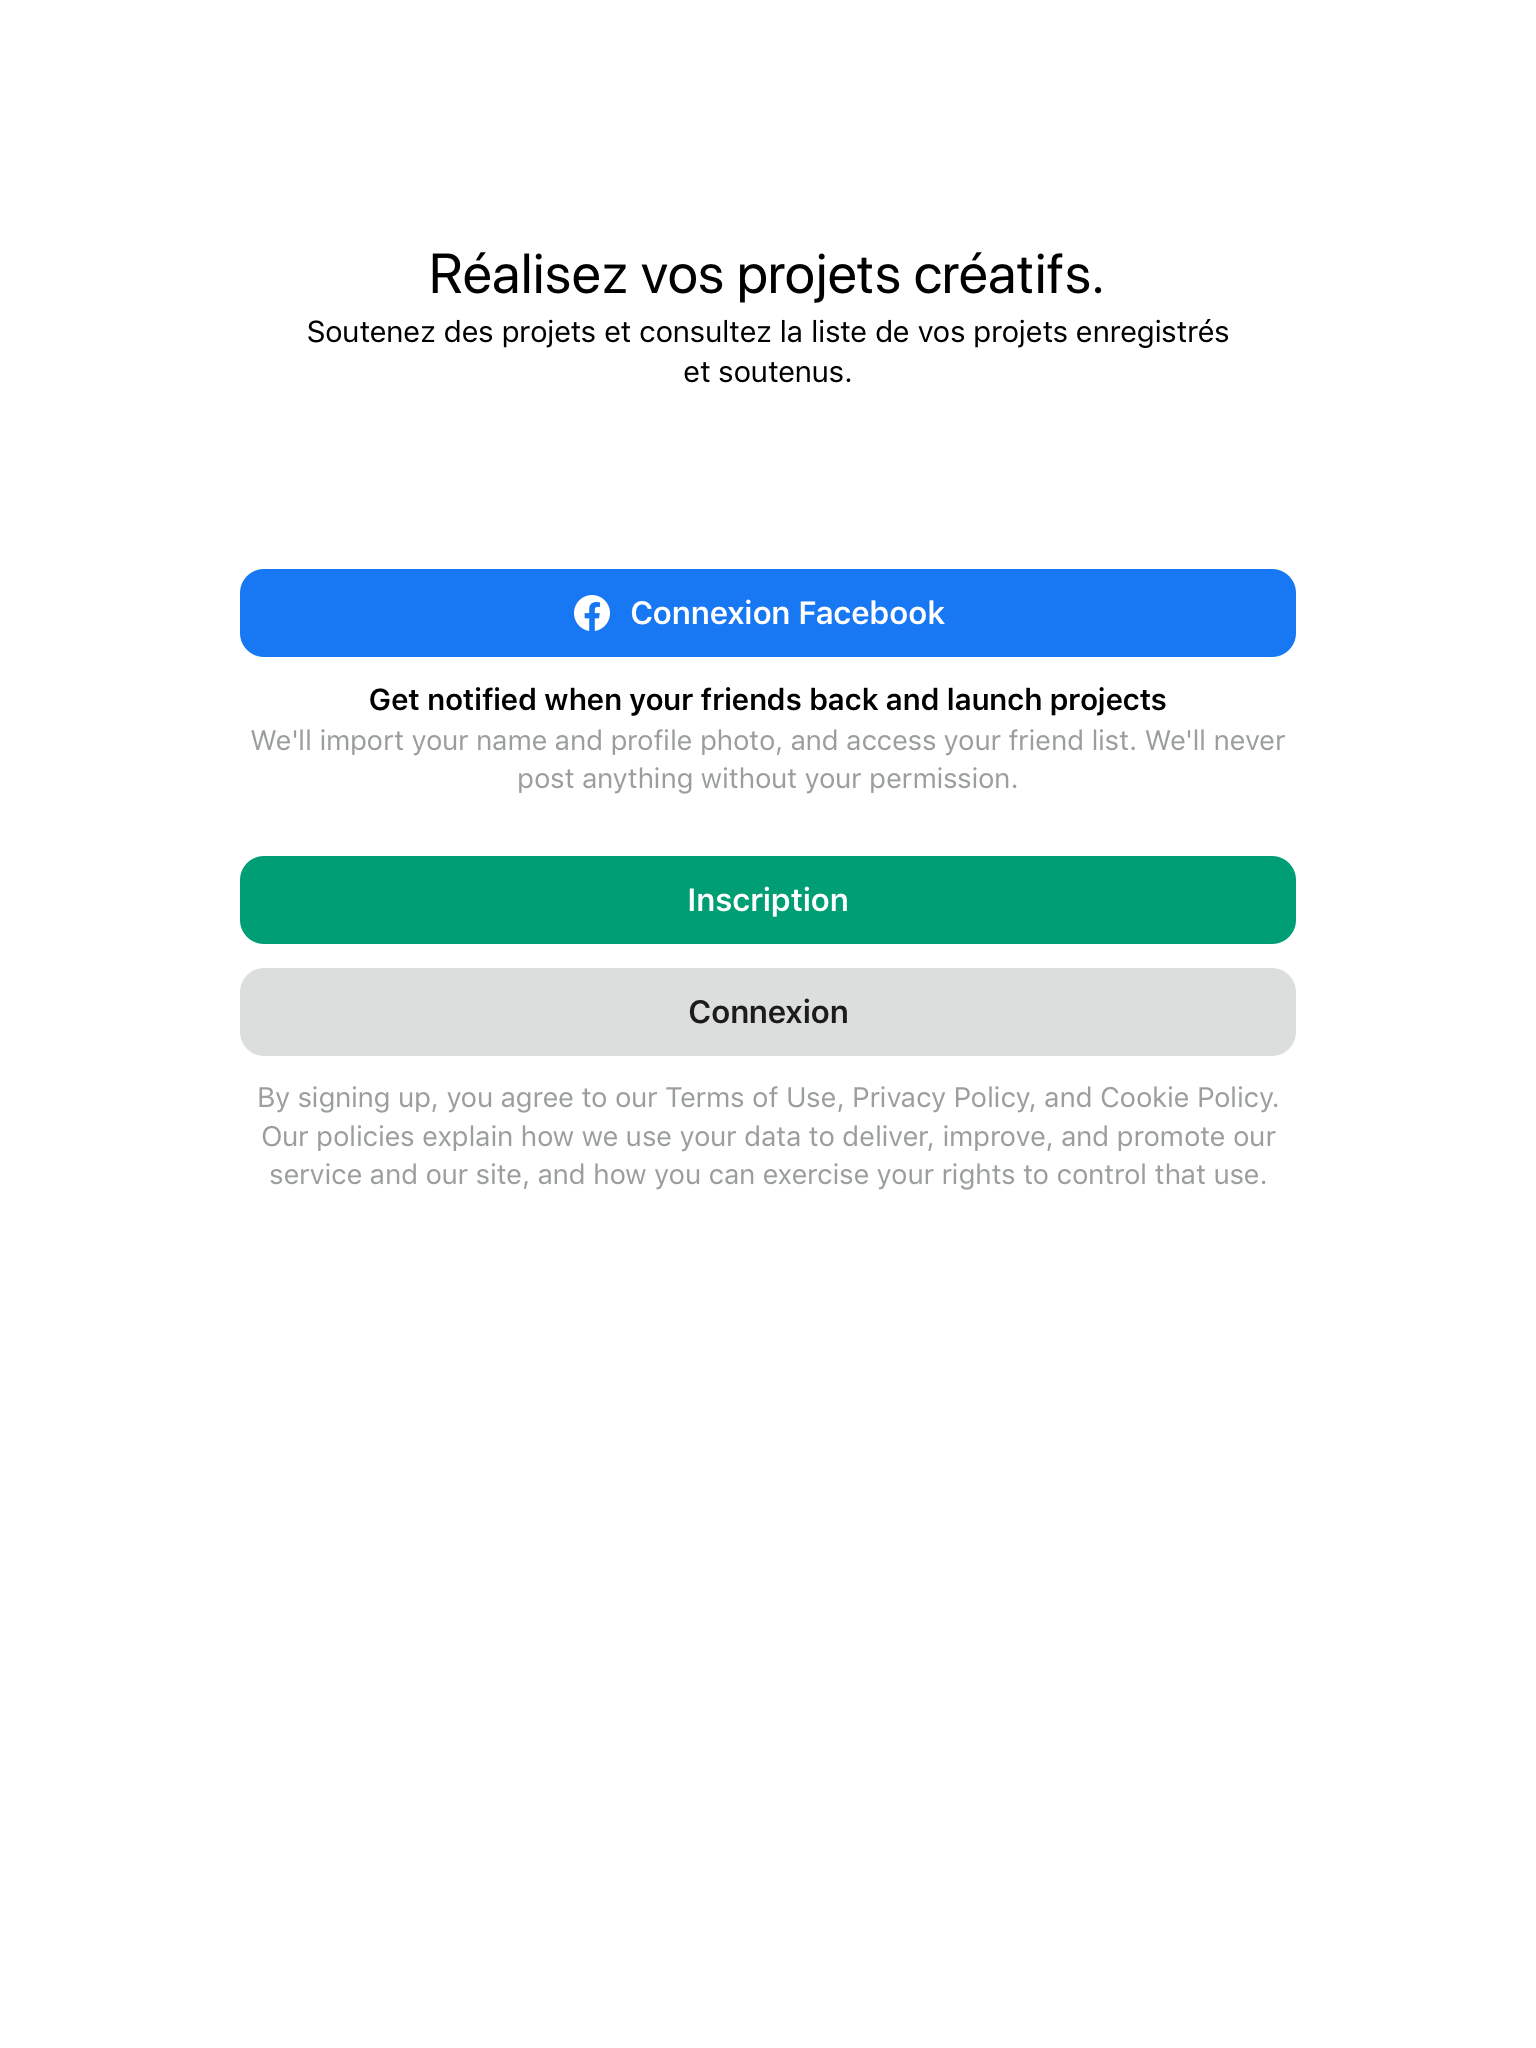 Réalisez vos projets créatifs.
Soutenez des projets et consultez la liste de vos projets enregistrés
et soutenus.
Connexion Facebook
Get notified when your friends back and launch projects
We'll import your name and profile photo, and access your friend list. We'll never
post anything without your permission.
Inscription
Connexion
By signing up, you agree to our Terms of Use, Privacy Policy, and Cookie Policy.
Our policies explain how we use your data to deliver, improve, and promote our
service and our site, and how you can exercise your rights to control that use.